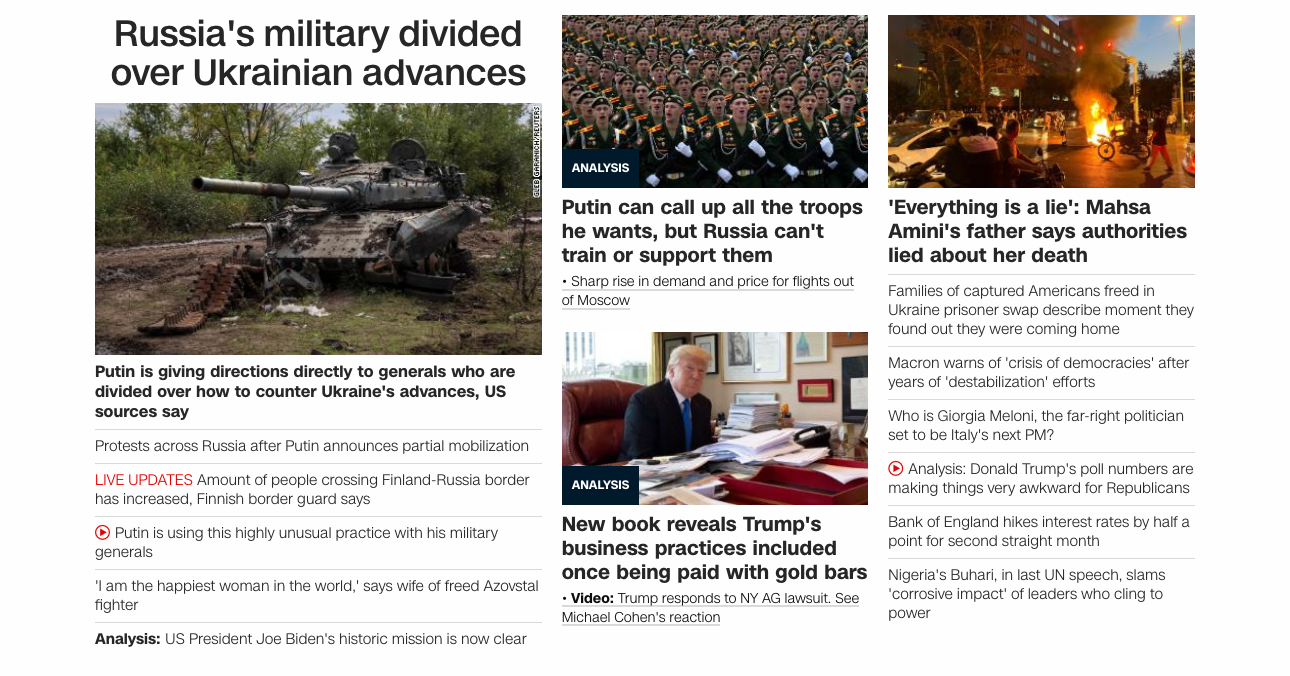 Russia's military divided
over Ukrainian advances
GLEB GARANICH/REUTERS
Putin is giving directions directly to generals who are
divided over how to counter Ukraine's advances, US
sources say
Protests across Russia after Putin announces partial mobilization
LIVE UPDATES Amount of people crossing Finland-Russia border
has increased, Finnish border guard says
Putin is using this highly unusual practice with his military
generals
'I am the happiest woman in the world,' says wife of freed Azovstal
fighter
Analysis: US President Joe Biden's historic mission is now clear
ANALYSIS
Putin can call up all the troops
he wants, but Russia can't
train or support them
• Sharp rise in demand and price for flights out
of Moscow
ANALYSIS
New book reveals Trump's
business practices included
once being paid with gold bars
• Video: Trump responds to NY AG lawsuit. See
Michael Cohen's reaction
'Everything is a lie': Mahsa
Amini's father says authorities
lied about her death
Families of captured Americans freed in
Ukraine prisoner swap describe moment they
found out they were coming home
Macron warns of 'crisis of democracies' after
years of 'destabilization' efforts
Who is Giorgia Meloni, the far-right politician
set to be Italy's next PM?
Analysis: Donald Trump's poll numbers are
making things very awkward for Republicans
Bank of England hikes interest rates by half a
point for second straight month
Nigeria's Buhari, in last UN speech, slams
'corrosive impact' of leaders who cling to
power